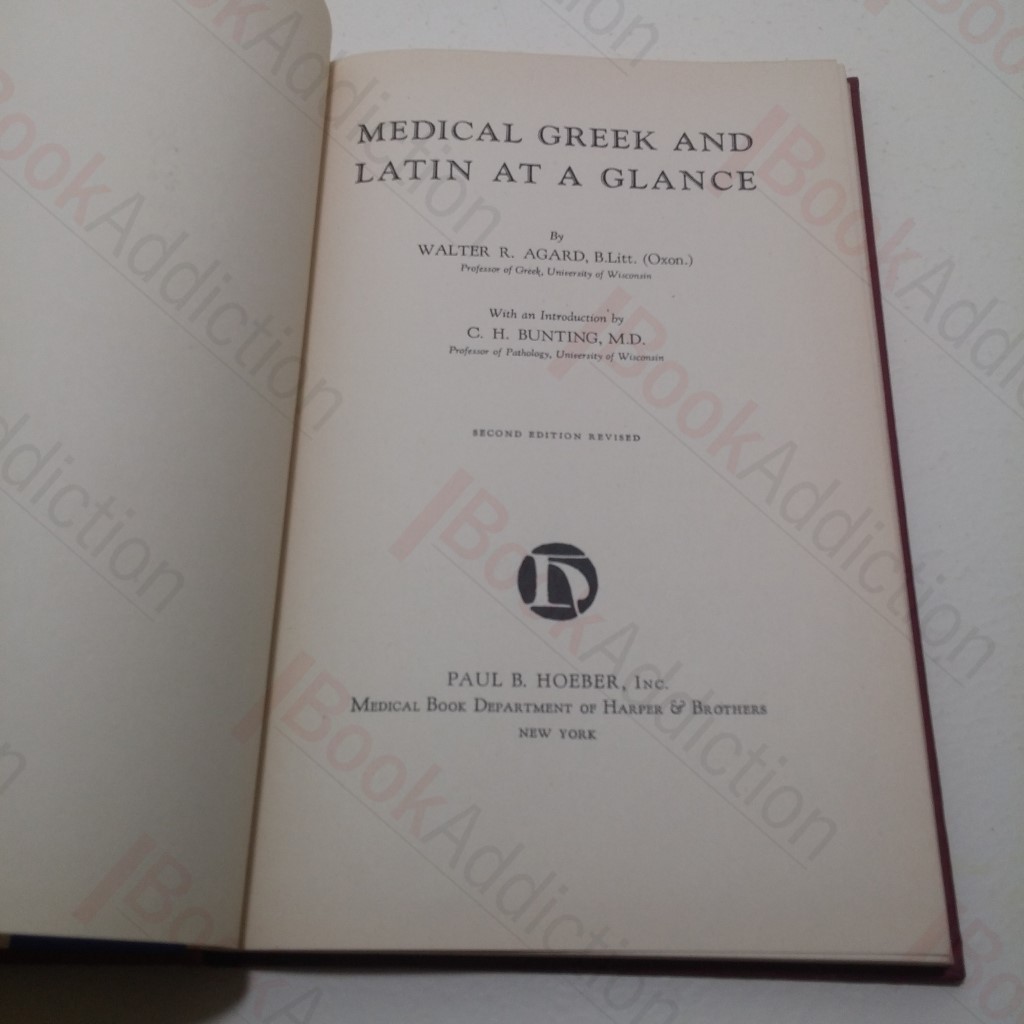 MEDICAL GREEK AND
LATIN AT A GLANCE
By
WALTER R. AGARD, B.Litt. (Oxon.)
Professor of Greek, University of Wisconsin
With an Introduction by
C. H. BUNTING, M.D.
Professor of Pathology, University of Wisconsin
SECOND EDITION REVISED
PAUL B. HOEBER, INC.
MEDICAL BOOK DEPARTMENT OF HARPER & BROTHERS
NEW YORK
BookAddiction